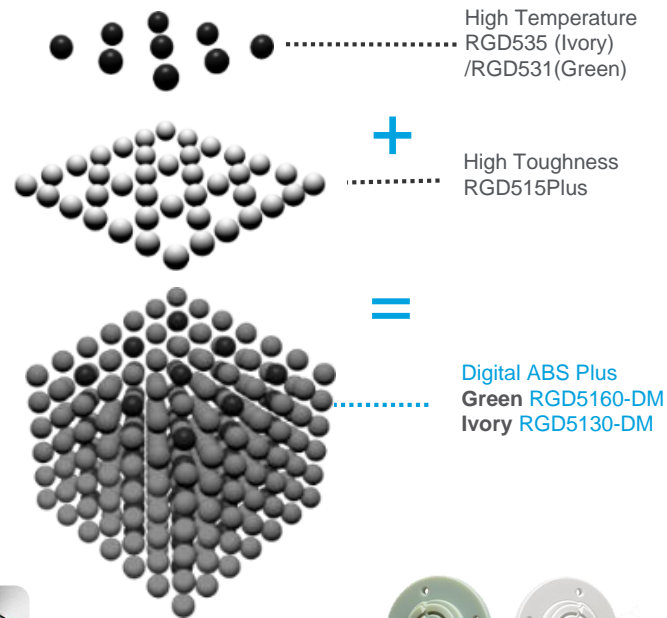 High Temperature
RGD535 (Ivory)
/RGD531(Green)
+
High Toughness
RGD515Plus
=
Digital ABS Plus
Green RGD5160-DM
Ivory RGD5130-DM